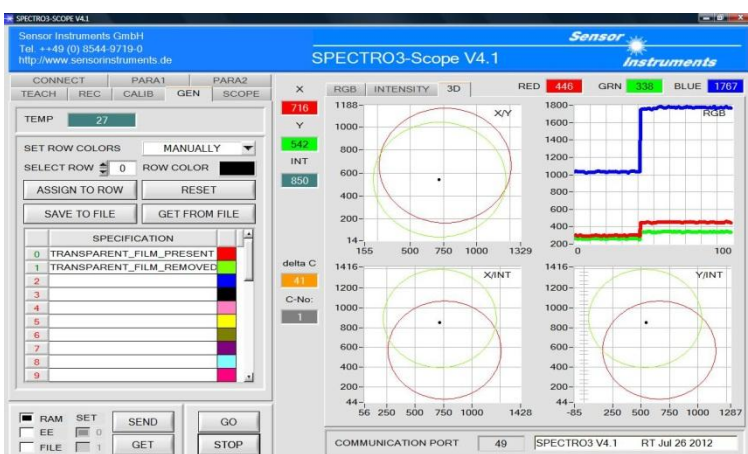 SPECTRO3-SCOPE V4.1
Sensor Instruments GmbH
Tel. ++49 (0) 8544-9719-0
http://www.sensorinstruments.de
SPECTRO3-Scope V4.1
Sensor
Instruments
CONNECT PARA1 PARA2
TEACH REC CALIB GEN SCOPE
TEMP 27
SET ROW COLORS MANUALLY
SELECT ROW 0 ROW COLOR
ASSIGN TO ROW RESET
SAVE TO FILE GET FROM FILE
SPECIFICATION
0 TRANSPARENT_FILM_PRESENT
1 TRANSPARENT_FILM_REMOVED
2
3
4
5
6
7
8
9
RAM SET SEND GO
EE 0
FILE 1 GET STOP
X
716
Y
542
INT
850
delta C
41
C-No:
1
RGB INTENSITY 3D RED 446 GRN 338 BLUE 1767
X/Y
1188
1000
800
600
400
200
14
155 500 750 1000 1329
RGB
1800
1600
1400
1200
1000
800
600
400
200
0 100
X/INT
1416
1200
1000
800
600
400
200
44
56 250 500 750 1000 1428
Y/INT
1416
1200
1000
800
600
400
200
44
-85 250 500 750 1000 1287
COMMUNICATION PORT 49 SPECTRO3 V4.1 RT Jul 26 2012